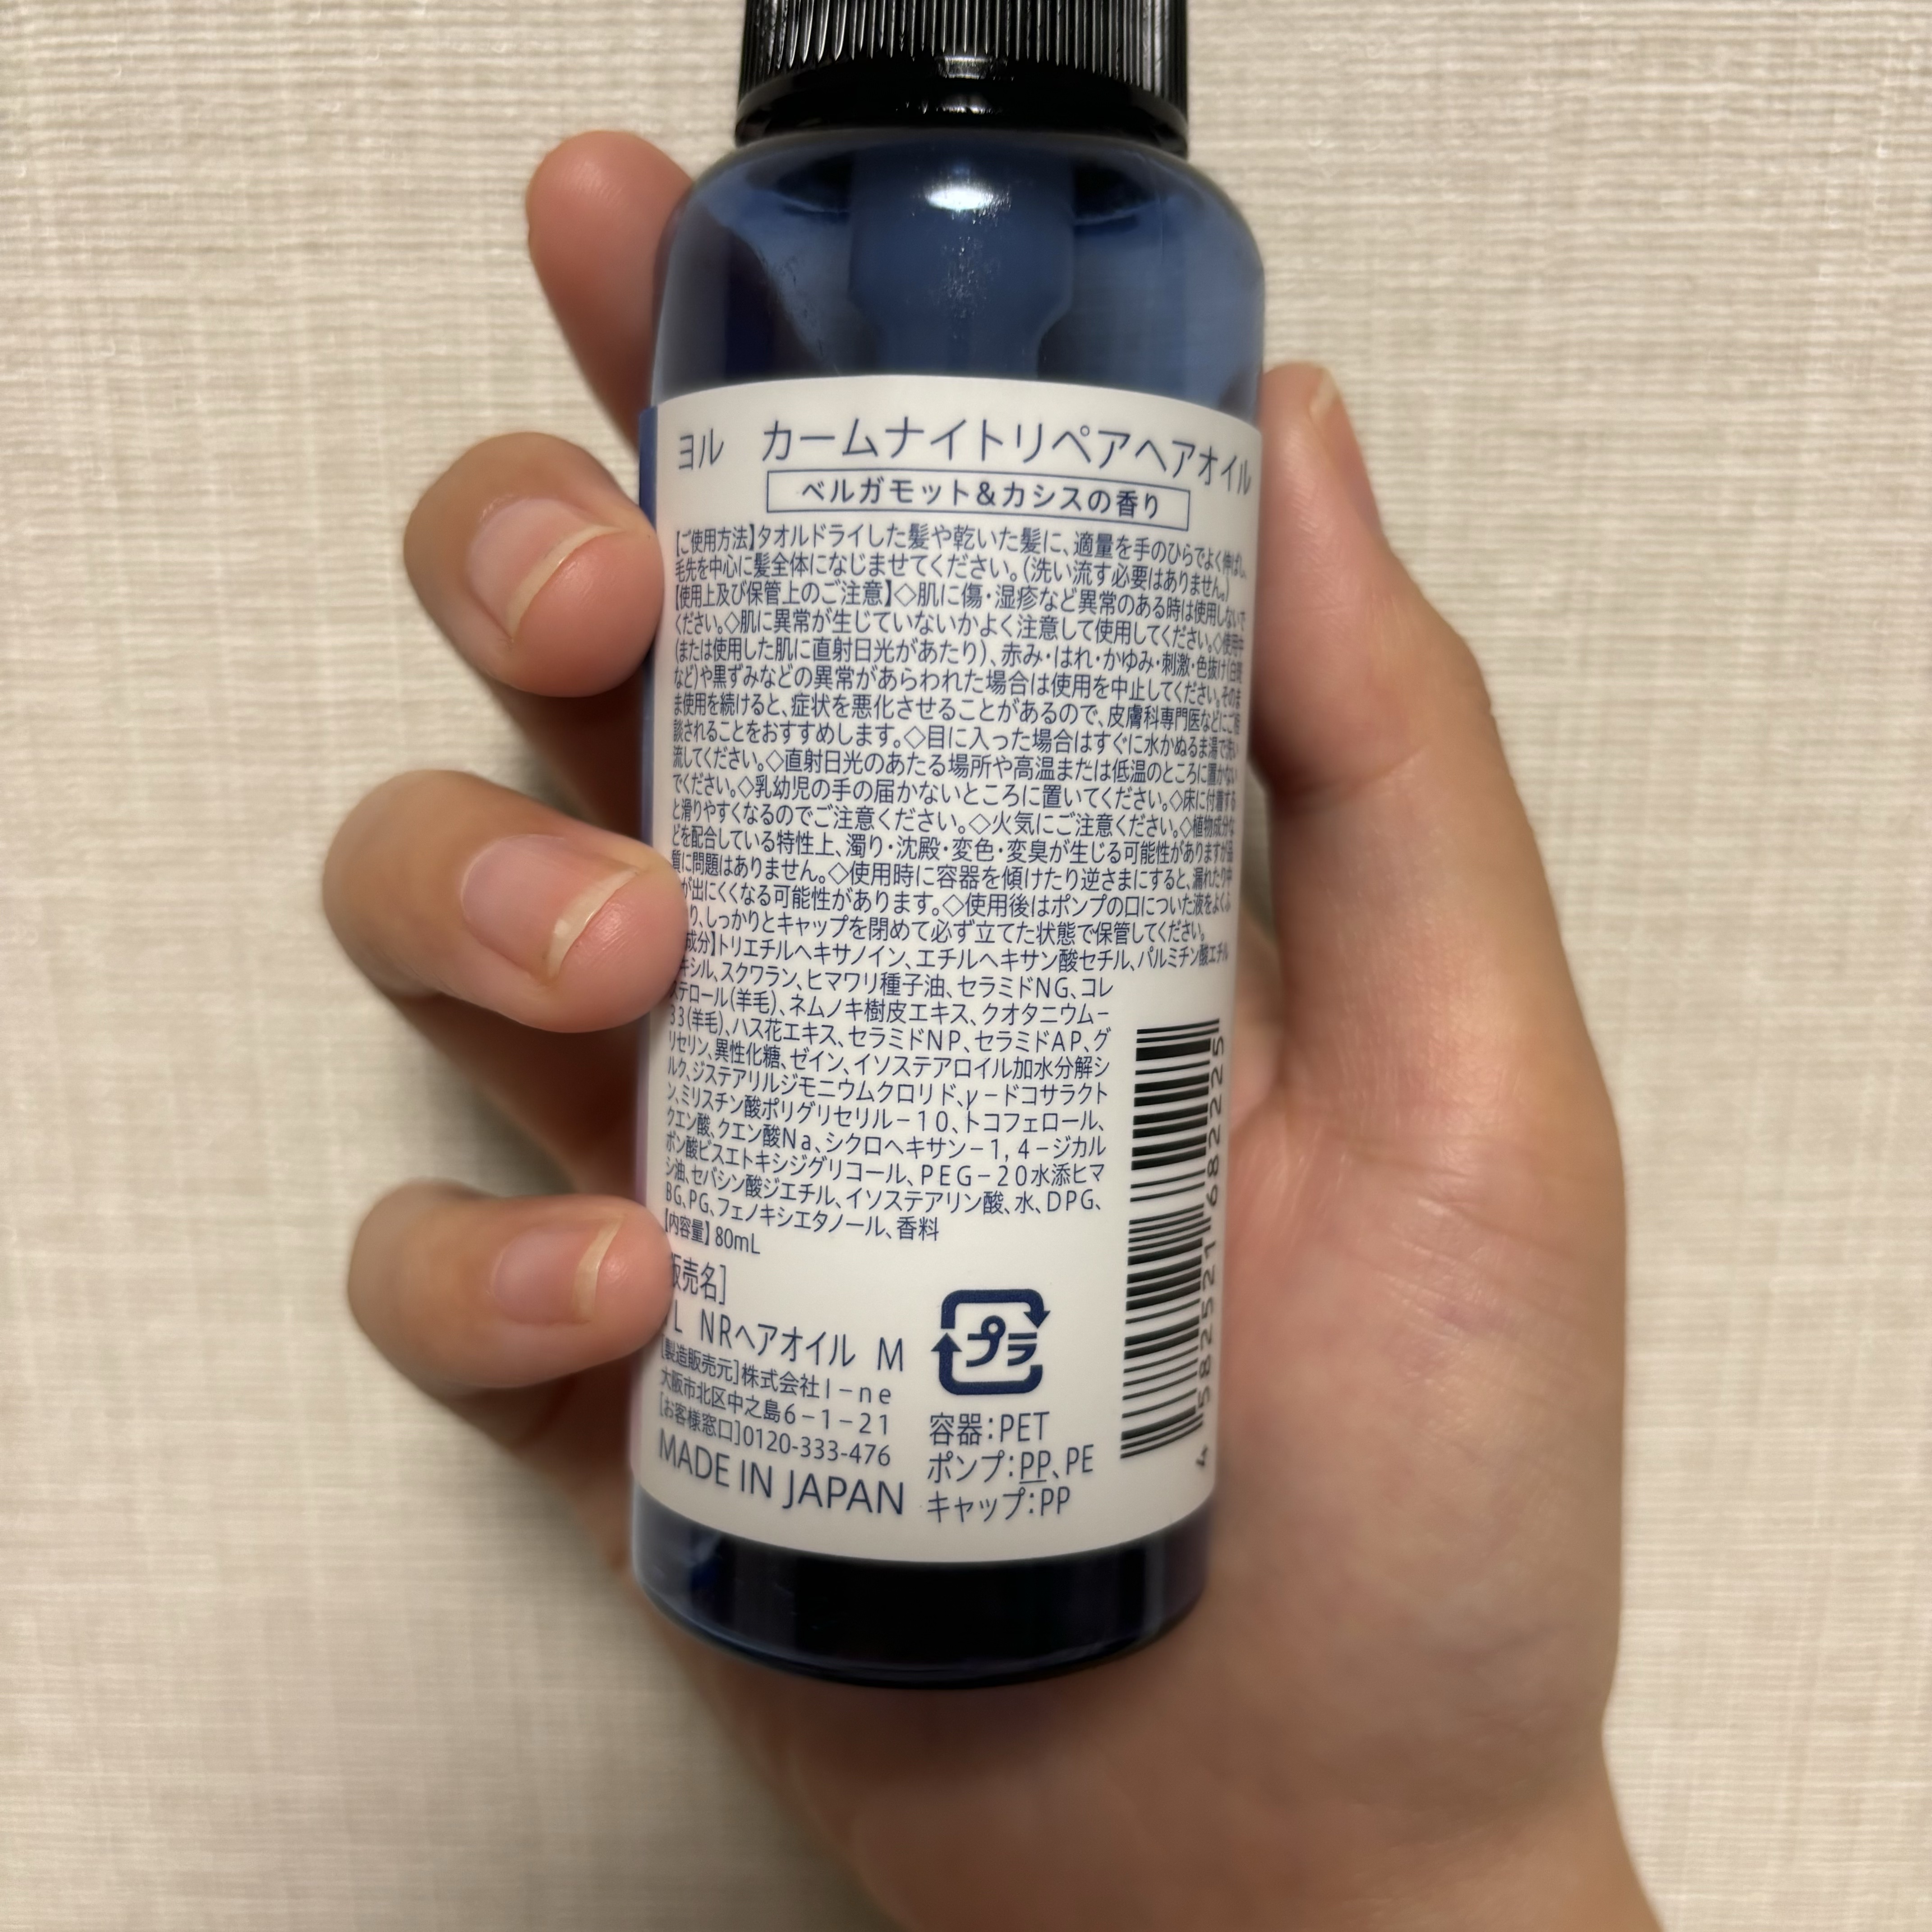 ヨル カームナイトリペアヘアオイル
ベルガモット&カシスの香り
【ご使用方法】タオルドライした髪や乾いた髪に、適量を手のひらでよく伸ばし、
毛先を中心に髪全体になじませてください。(洗い流す必要はありません。)
【使用上及び保管上のご注意】◇肌に傷・湿疹など異常のある時は使用しないで
ください。◇肌に異常が生じていないかよく注意して使用してください。◇使用中
(または使用した肌に直射日光があたり)、赤み・はれ・かゆみ・刺激・色抜け(白斑
など)や黒ずみなどの異常があらわれた場合は使用を中止してください。そのま
ま使用を続けると、症状を悪化させることがあるので、皮膚科専門医などにご相
談されることをおすすめします。◇目に入った場合はすぐに水かぬるま湯で洗い
流してください。◇直射日光のあたる場所や高温または低温のところに置かない
でください。◇乳幼児の手の届かないところに置いてください。◇床に付着する
と滑りやすくなるのでご注意ください。◇火気にご注意ください。◇植物成分な
どを配合している特性上、濁り・沈殿・変色・変臭が生じる可能性がありますが品
質に問題はありません。◇使用時に容器を傾けたり逆さまにすると、漏れたり中
が出にくくなる可能性があります。◇使用後はポンプの口についた液をよくふ
り、しっかりとキャップを閉めて必ず立てた状態で保管してください。
成分】トリエチルヘキサノイン、エチルヘキサン酸セチル、パルミチン酸エチル
キシル、スクワラン、ヒマワリ種子油、セラミドNG、コレ
ステロール(羊毛)、ネムノキ樹皮エキス、クオタニウム－
33(羊毛)、ハス花エキス、セラミドNP、セラミドAP、グ
リセリン、異性化糖、ゼイン、イソステアロイル加水分解シ
ルク、ジステアリルジモニウムクロリド、γ－ドコサラクト
ン、ミリスチン酸ポリグリセリル－10、トコフェロール、
クエン酸、クエン酸Na、シクロヘキサン－1,4－ジカル
ボン酸ビスエトキシジグリコール、PEG－20水添ヒマ
シ油、セバシン酸ジエチル、イソステアリン酸、水、DPG、
BG、PG、フェノキシエタノール、香料
【内容量】80mL
販売名]
L NRヘアオイル M
[製造販売元]株式会社I－ne
大阪市北区中之島6－1－21
[お客様窓口]0120-333-476
MADE IN JAPAN
プラ
容器:PET
ポンプ:PP、PE
キャップ:PP
4 582521 682225